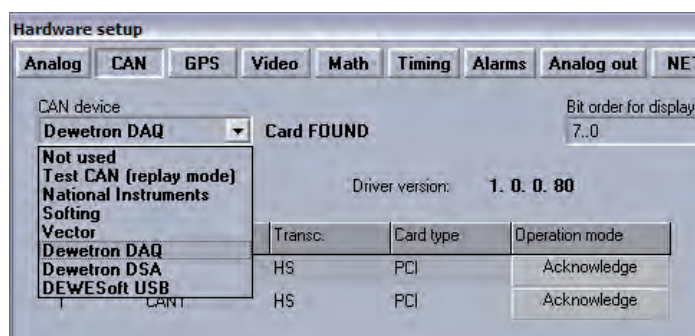 Hardware setup
Analog CAN GPS Video Math Timing Alarms Analog out NET
CAN device
Bit order for display
Dewetron DAQ Card FOUND 7..0
Not used
Test CAN (replay mode)
National Instruments
Driver version: 1. 0. 0. 80
Softing
Vector
Transc. Card type Operation mode
Dewetron DAQ
Dewetron DSA
HS PCI Acknowledge
DEWESoft USB
HS PCI Acknowledge